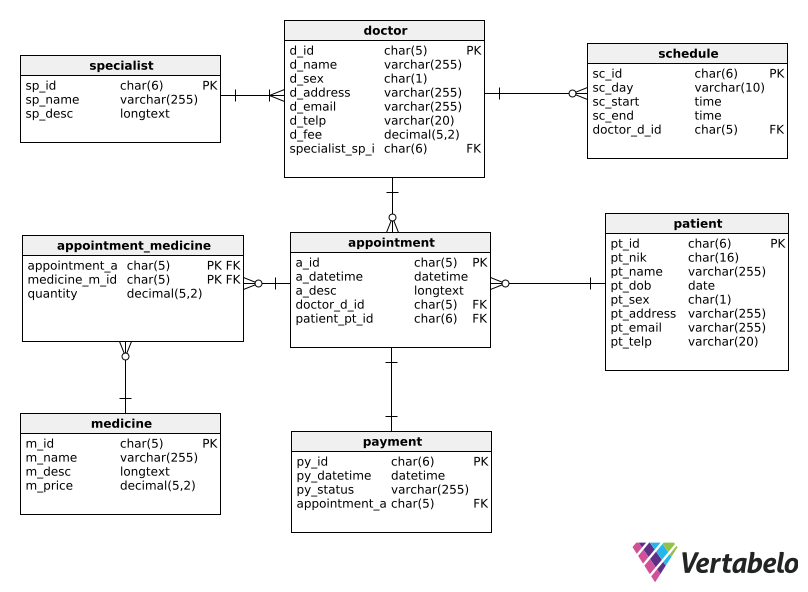 doctor
d_id char(5) PK
d_name varchar(255)
d_sex char(1)
d_address varchar(255)
d_email varchar(255)
d_telp varchar(20)
d_fee decimal(5,2)
specialist_sp_i char(6) FK
specialist
sp_id char(6) PK
sp_name varchar(255)
sp_desc longtext
schedule
sc_id char(6) PK
sc_day varchar(10)
sc_start time
sc_end time
doctor_d_id char(5) FK
appointment_medicine
appointment_a char(5) PK FK
medicine_m_id char(5) PK FK
quantity decimal(5,2)
appointment
a_id char(5) PK
a_datetime datetime
a_desc longtext
doctor_d_id char(5) FK
patient_pt_id char(6) FK
patient
pt_id char(6) PK
pt_nik char(16)
pt_name varchar(255)
pt_dob date
pt_sex char(1)
pt_address varchar(255)
pt_email varchar(255)
pt_telp varchar(20)
medicine
m_id char(5) PK
m_name varchar(255)
m_desc longtext
m_price decimal(5,2)
payment
py_id char(6) PK
py_datetime datetime
py_status varchar(255)
appointment_a char(5) FK
Vertabelo